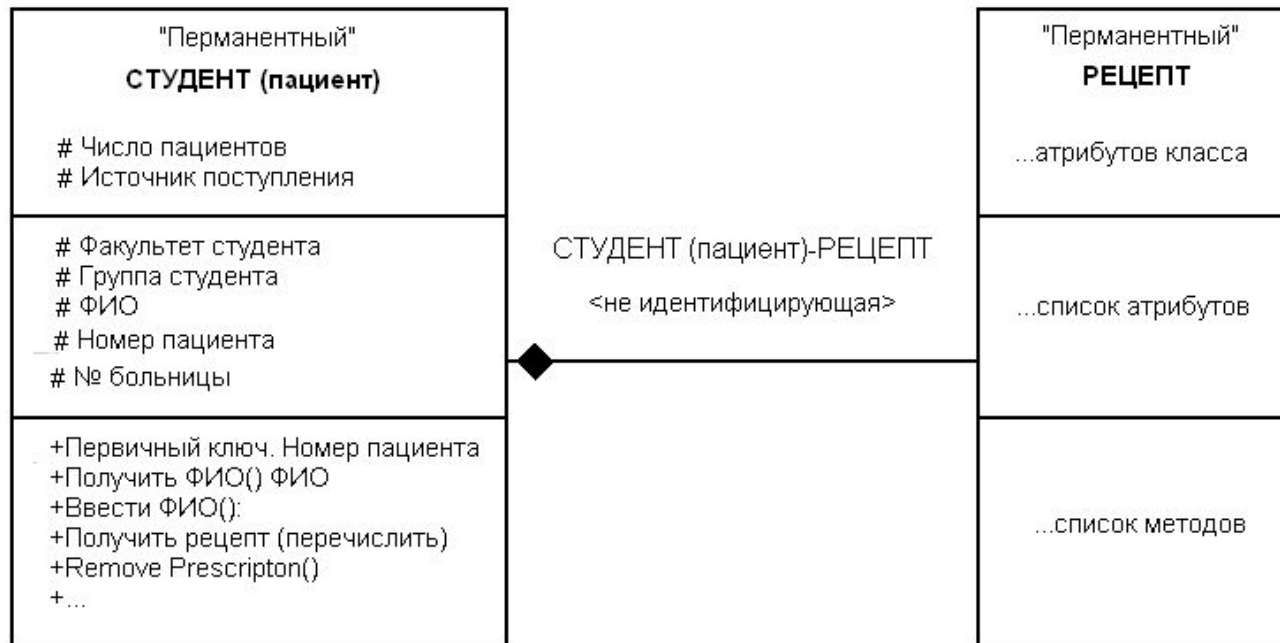 "Перманентный"
СТУДЕНТ (пациент)
# Число пациентов
# Источник поступления
# Факультет студента
# Группа студента
# ФИО
# Номер пациента
# № больницы
+Первичный ключ. Номер пациента
+Получить ФИО() ФИО
+Ввести ФИО():
+Получить рецепт (перечислить)
+Remove Prescripton()
+...
СТУДЕНТ (пациент)-РЕЦЕПТ
<не идентифицирующая>
"Перманентный"
РЕЦЕПТ
...атрибутов класса
...список атрибутов
...список методов